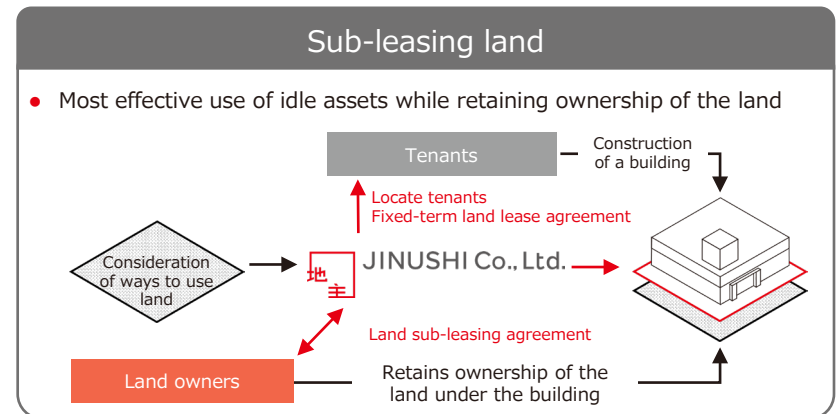 Sub-leasing land
● Most effective use of idle assets while retaining ownership of the land
Tenants
Construction
of a building
Locate tenants
Fixed-term land lease agreement
Consideration
of ways to use
land
地主
JINUSHI Co., Ltd.
Land sub-leasing agreement
Land owners
Retains ownership of the
land under the building